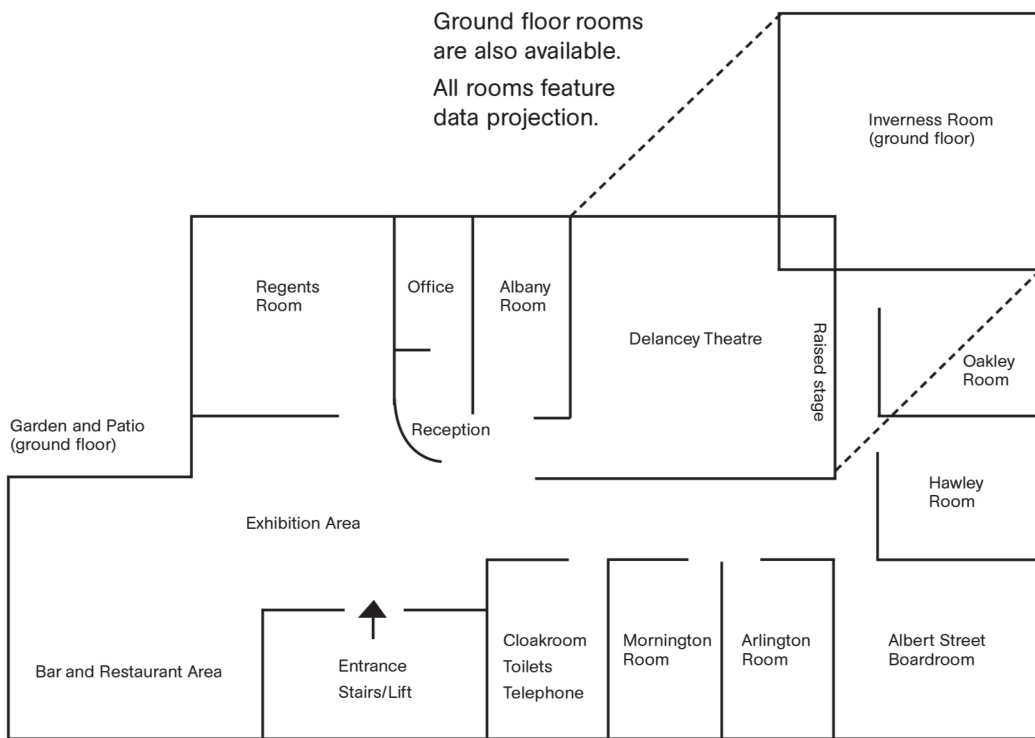 Ground floor rooms
are also available.
All rooms feature
data projection.
Inverness Room
(ground floor)
Regents
Room
Office
Albany
Room
Delancey Theatre
Raised stage
Oakley
Room
Garden and Patio
(ground floor)
Reception
Hawley
Room
Exhibition Area
Bar and Restaurant Area
Entrance
Stairs/Lift
Cloakroom
Toilets
Telephone
Mornington
Room
Arlington
Room
Albert Street
Boardroom